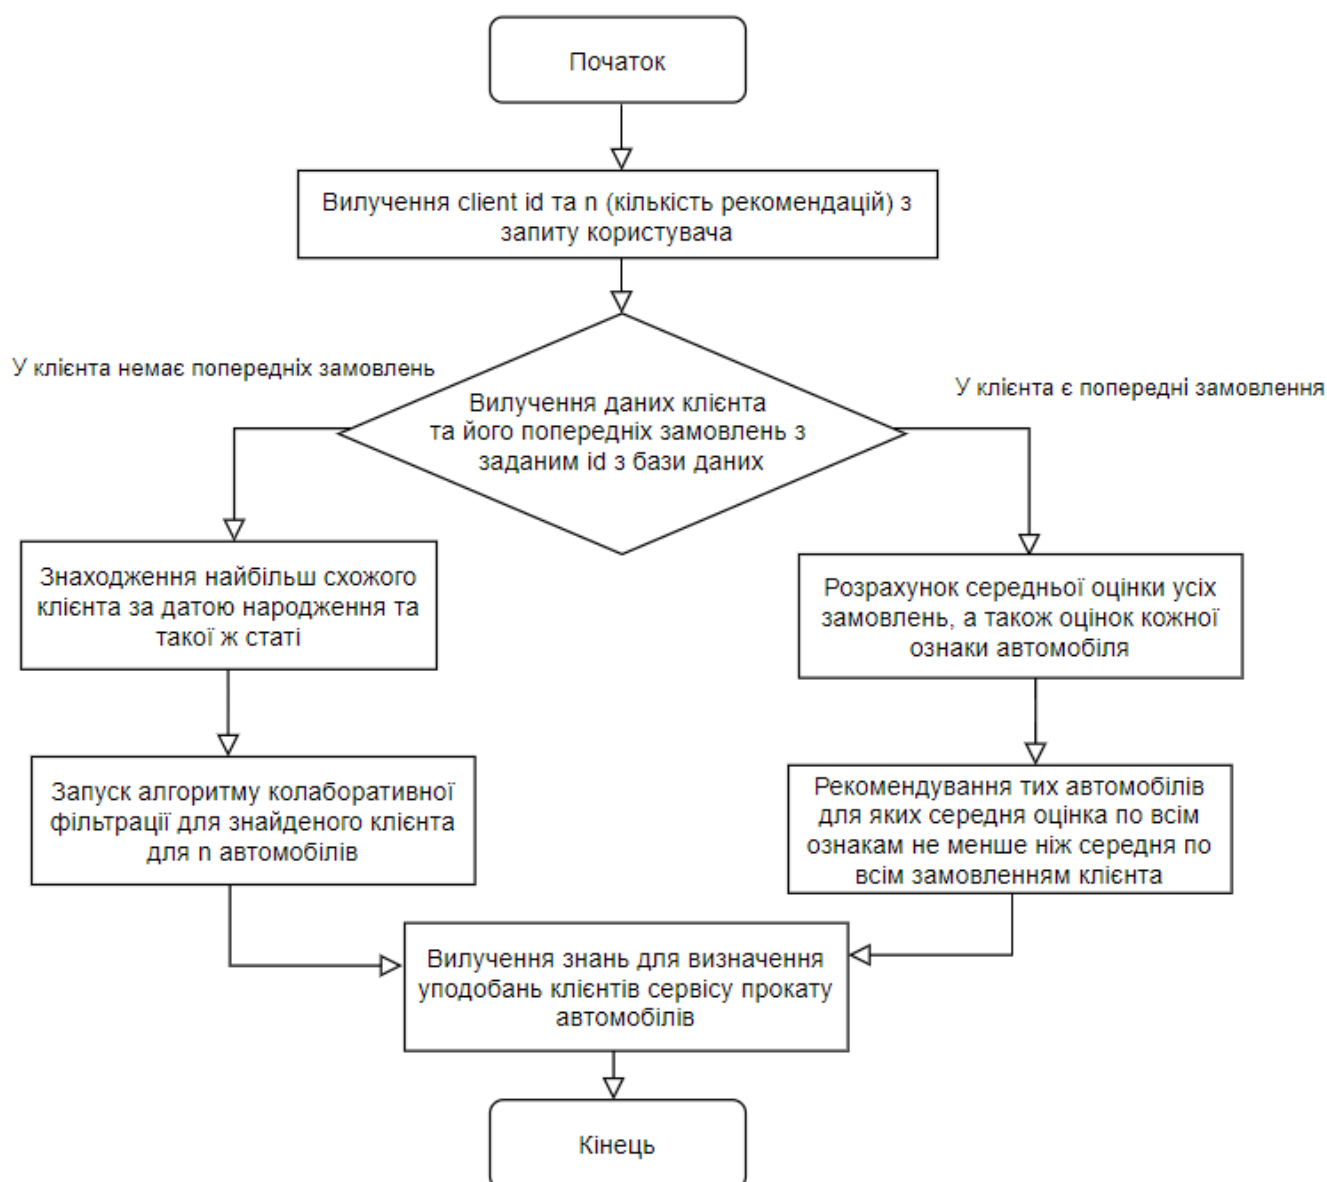 Початок
Вилучення client id та n (кількість рекомендацій) з
запиту користувача
У клієнта немає попередніх замовлень
У клієнта є попередні замовлення
Вилучення даних клієнта
та його попередніх замовлень з
заданим id з бази даних
Знаходження найбільш схожого
клієнта за датою народження та
такої ж статі
Розрахунок середньої оцінки усіх
замовлень, а також оцінок кожної
ознаки автомобіля
Запуск алгоритму колаборативної
фільтрації для знайденого клієнта
для n автомобілів
Рекомендування тих автомобілів
для яких середня оцінка по всім
ознакам не менше ніж середня по
всім замовленням клієнта
Вилучення знань для визначення
уподобань клієнтів сервісу прокату
автомобілів
Кінець